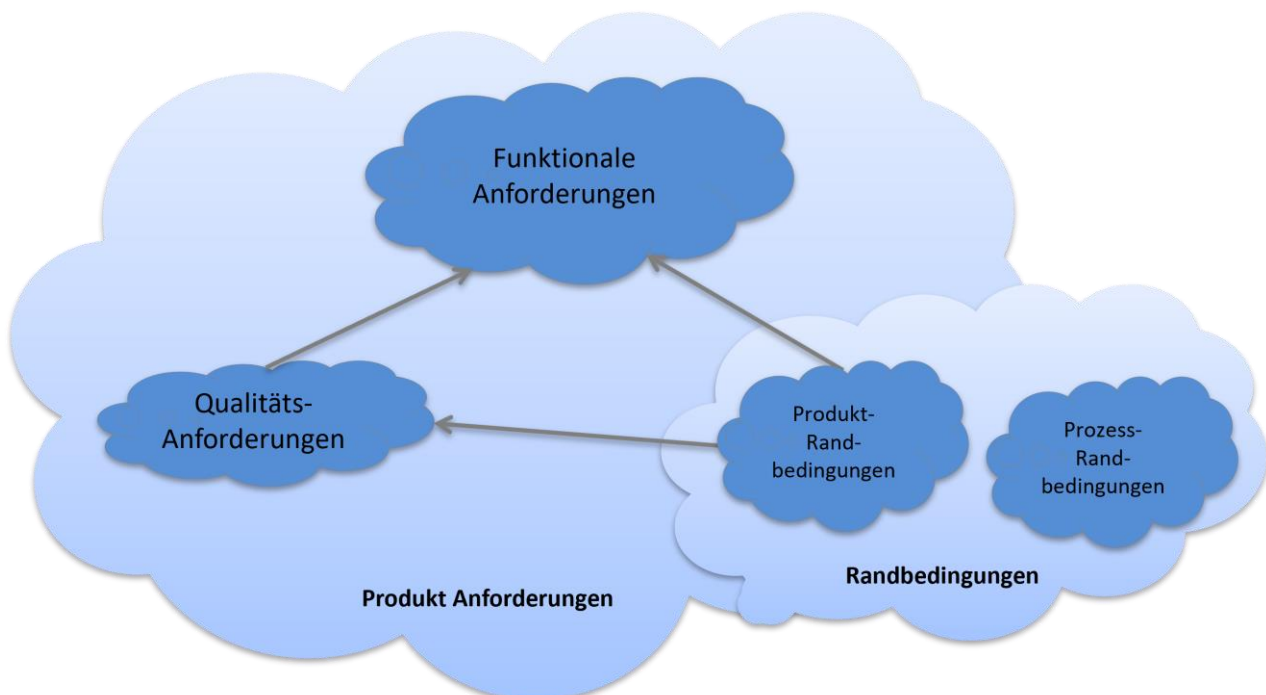 Funktionale
Anforderungen
Qualitäts-
Anforderungen
Produkt-
Rand-
bedingungen
Prozess-
Rand-
bedingungen
Randbedingungen
Produkt Anforderungen